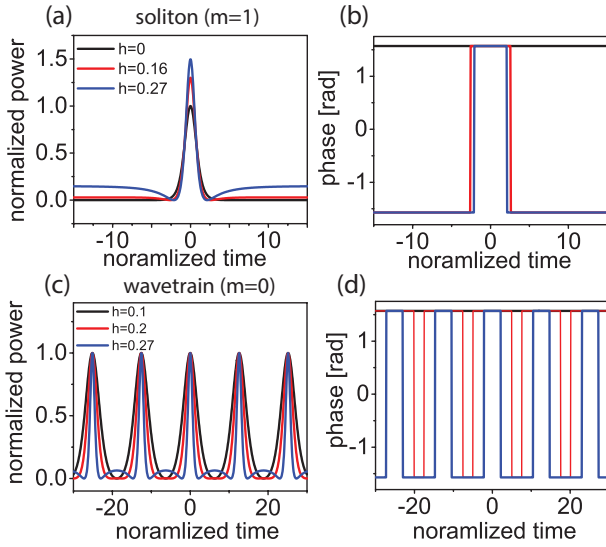 (a) soliton (m=1)
h=0
h=0.16
h=0.27
normalized power
1.5
1.0
0.5
0.0
-10 0 10
noramlized time
(b)
phase [rad]
1
0
-1
-10 0 10
noramlized time
(c) wavetrain (m=0)
h=0.1
h=0.2
h=0.27
normalized power
1.0
0.5
0.0
-20 0 20
noramlized time
(d)
phase [rad]
1
0
-1
-20 0 20
noramlized time